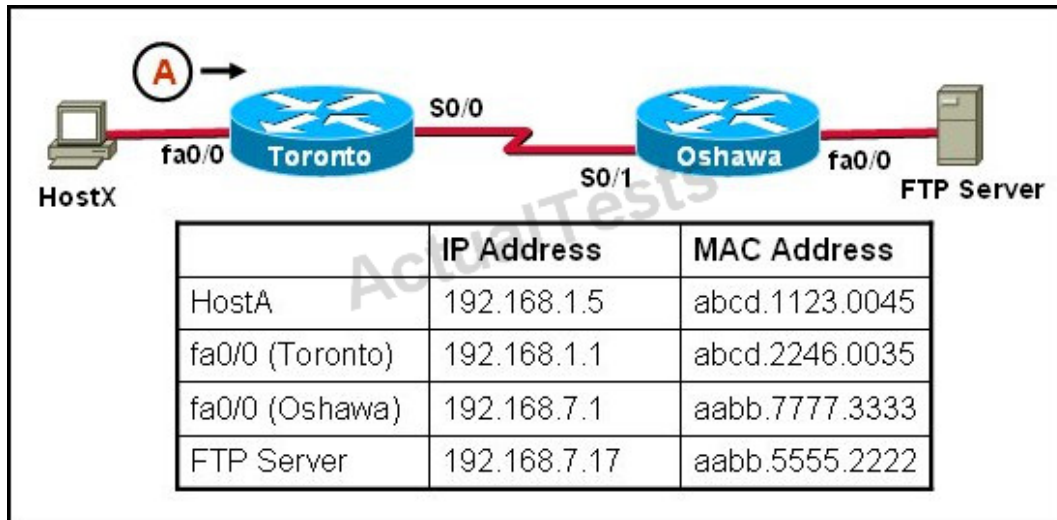 A
S0/0
fa0/0
Toronto
S0/1
Oshawa
fa0/0
HostX
FTP Server
ActualTests
IP Address MAC Address
HostA 192.168.1.5 abcd.1123.0045
fa0/0 (Toronto) 192.168.1.1 abcd.2246.0035
fa0/0 (Oshawa) 192.168.7.1 aabb.7777.3333
FTP Server 192.168.7.17 aabb.5555.2222